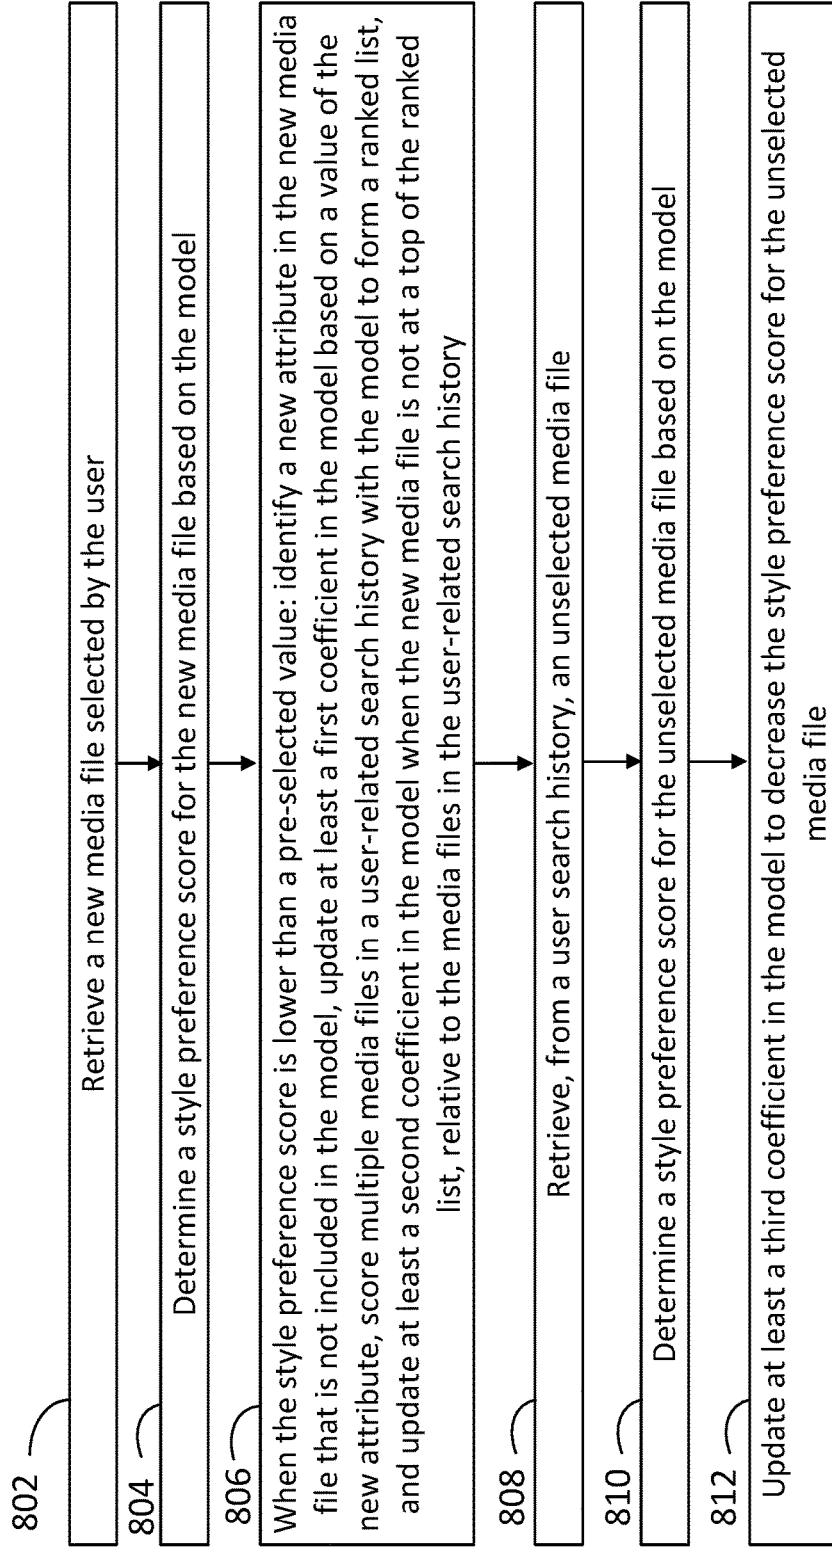 802
Retrieve a new media file selected by the user
804
Determine a style preference score for the new media file based on the model
806
When the style preference score is lower than a pre-selected value: identify a new attribute in the new media
file that is not included in the model, update at least a first coefficient in the model based on a value of the
new attribute, score multiple media files in a user-related search history with the model to form a ranked list,
and update at least a second coefficient in the model when the new media file is not at a top of the ranked
list, relative to the media files in the user-related search history
808
Retrieve, from a user search history, an unselected media file
810
Determine a style preference score for the unselected media file based on the model
812
Update at least a third coefficient in the model to decrease the style preference score for the unselected
media file